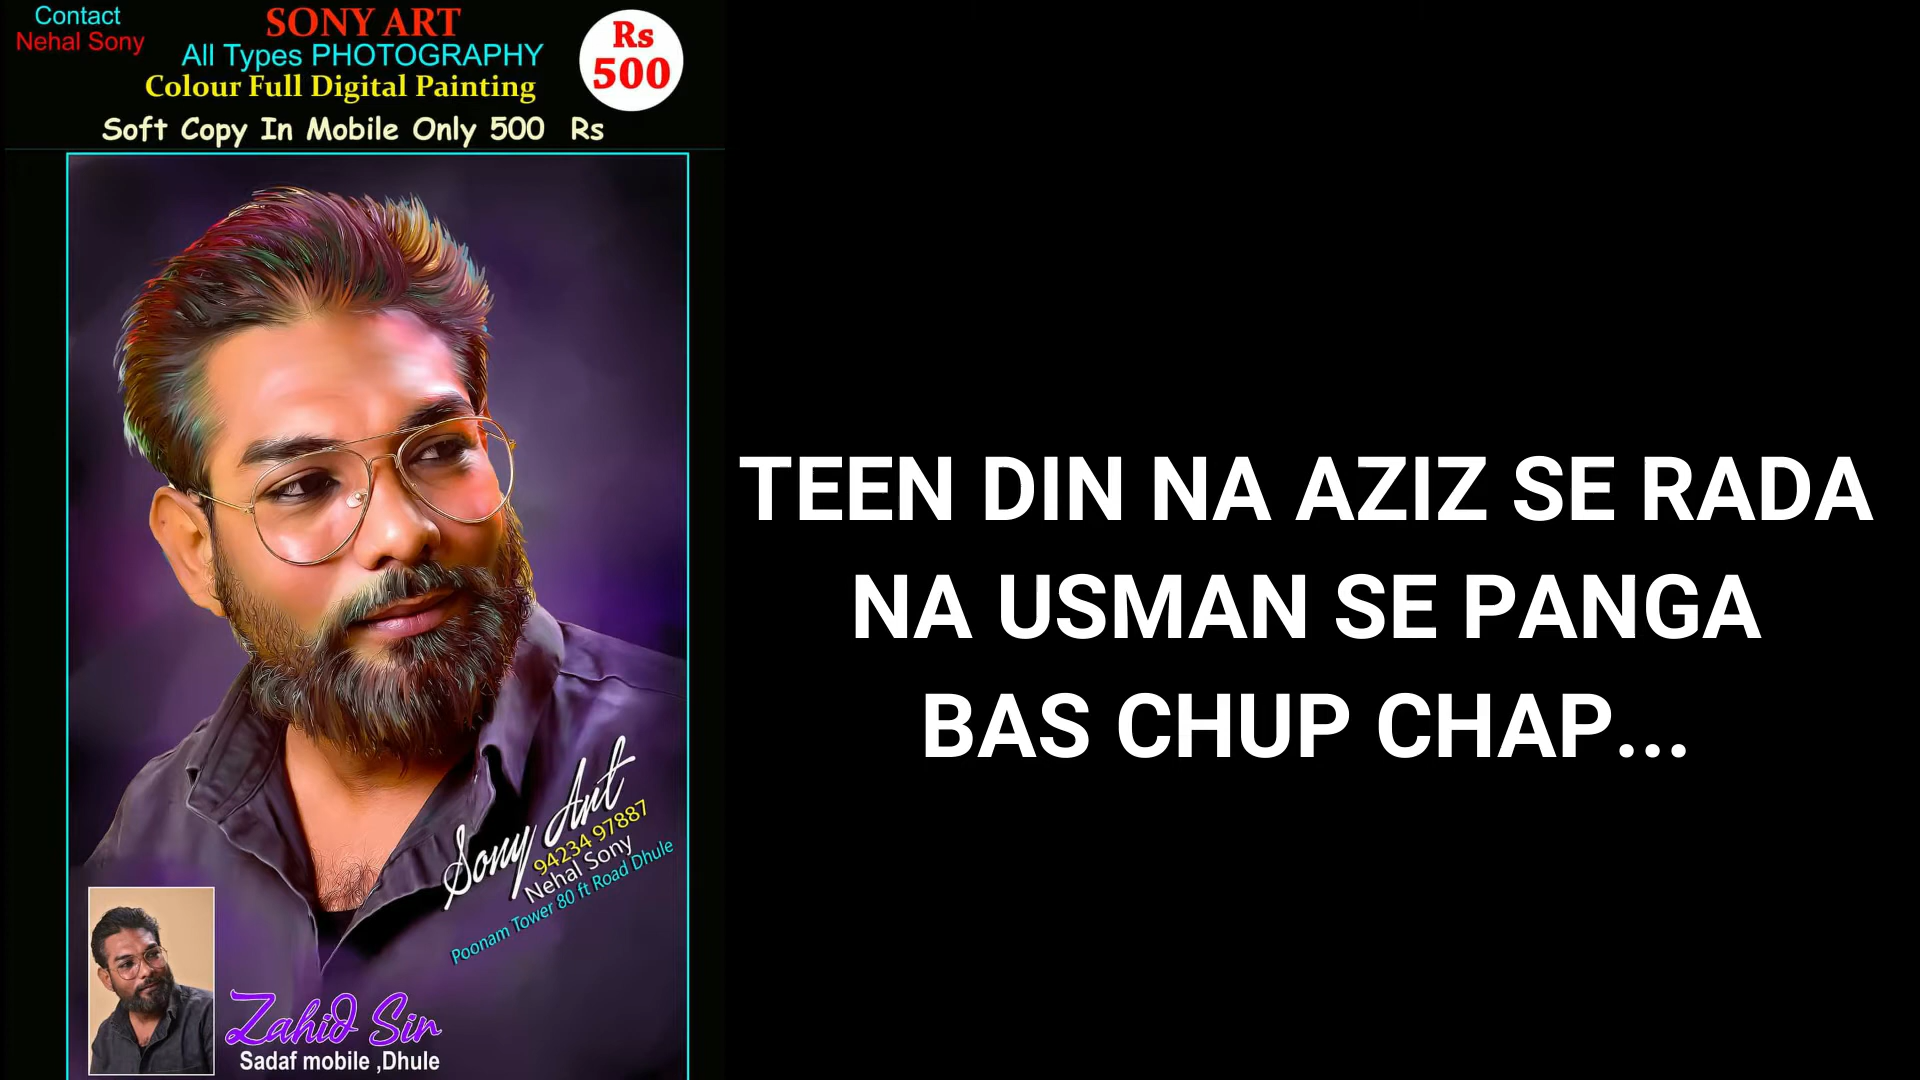 Contact
Nehal Sony
SONY ART
All Types PHOTOGRAPHY
Colour Full Digital Painting
Soft Copy In Mobile Only 500 Rs
Rs
500
Sony Art
94234 97887
Nehal Sony
Poonam Tower 80 ft Road Dhule
Zahid Sir
Sadaf mobile ,Dhule
TEEN DIN NA AZIZ SE RADA
NA USMAN SE PANGA
BAS CHUP CHAP...